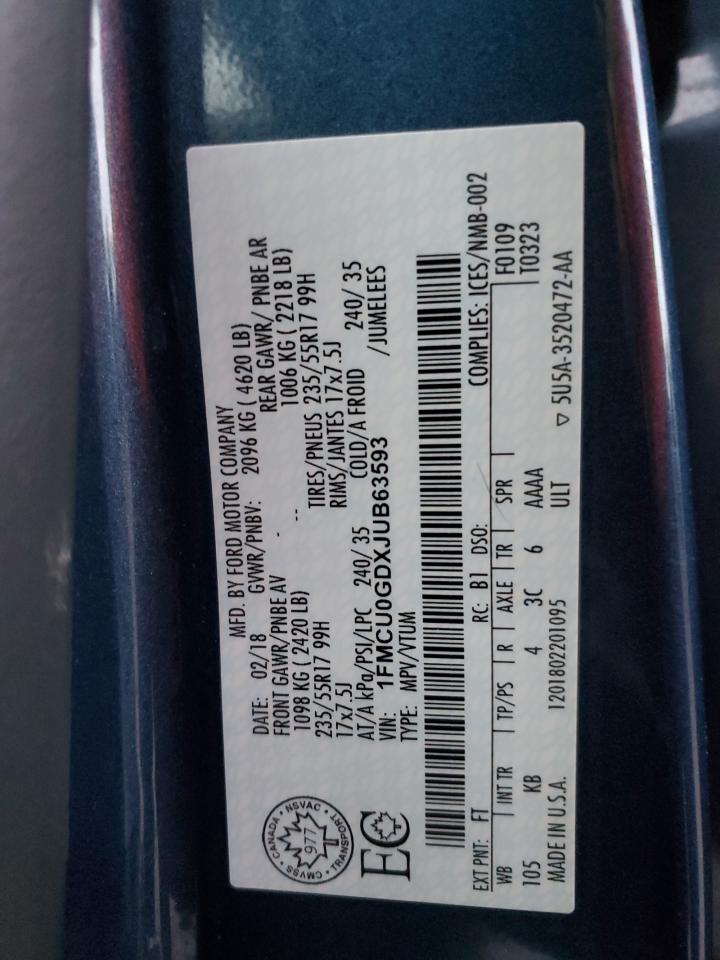 MFD. BY FORD MOTOR COMPANY
DATE: 02/18 GVWR/PNBV: 2096 KG ( 4620 LB)
FRONT GAWR/PNBE AV - REAR GAWR/ PNBE AR
1098 KG ( 2420 LB) -- 1006 KG ( 2218 LB)
235/55R17 99H TIRES/PNEUS 235/55R17 99H
17x7.5J RIMS/JANTES 17x7.5J
AT/A kPa/PSI/LPC 240/ 35 COLD/A FROID 240/ 35
VIN: 1FMCU0GDXJUB63593 /JUMELEES
TYPE: MPV/VTUM
CANADA · NSVAC · TRANSPORT · CMVSS
977
EC
COMPLIES: ICES/NMB-002
EXT PNT: FT RC: B1 DSO: F0109
WB INT TR TP/PS R AXLE TR SPR T0323
105 KB 4 3C 6 AAAA
ULT
MADE IN U.S.A. 1201802201095 ▽ 5U5A-3520472-AA